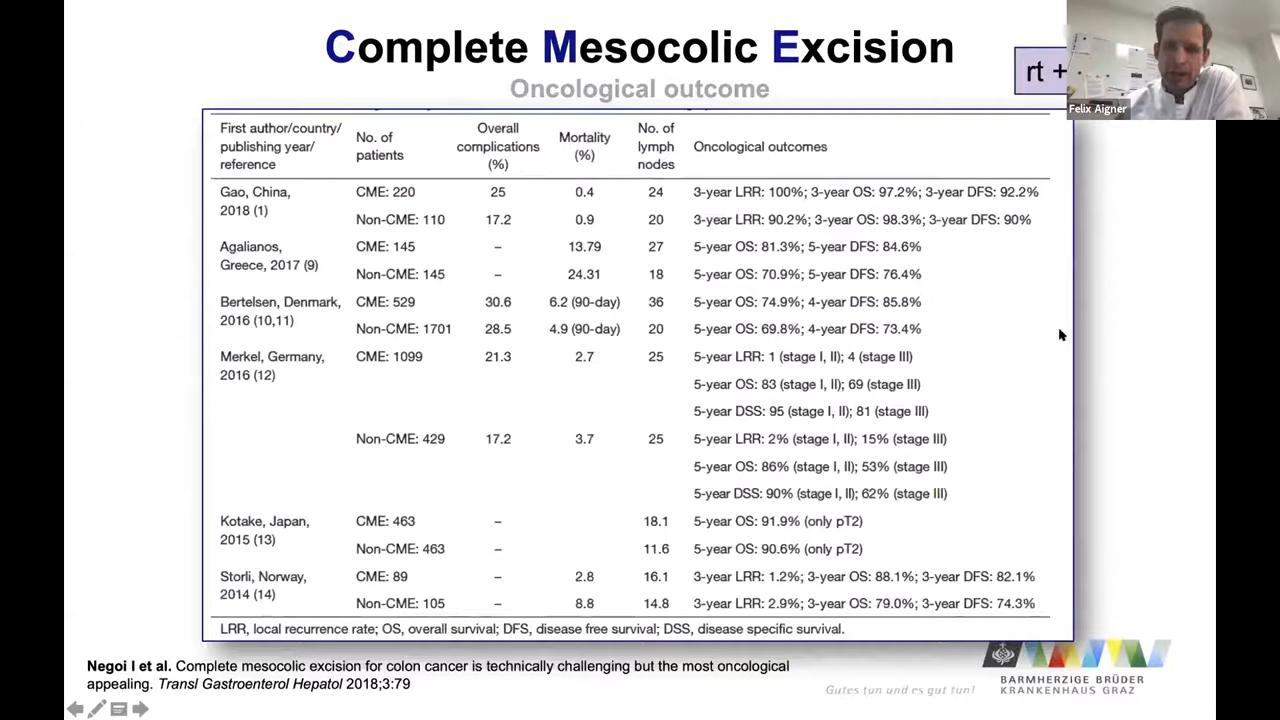 Complete Mesocolic Excision
Oncological outcome
rt +
Felix Aigner
First author/country/
publishing year/
reference
No. of
patients
Overall
complications
(%)
Mortality
(%)
No. of
lymph
nodes
Oncological outcomes
Gao, China,
2018 (1)
CME: 220 25 0.4 24 3-year LRR: 100%; 3-year OS: 97.2%; 3-year DFS: 92.2%
Non-CME: 110 17.2 0.9 20 3-year LRR: 90.2%; 3-year OS: 98.3%; 3-year DFS: 90%
Agalianos,
Greece, 2017 (9)
CME: 145 – 13.79 27 5-year OS: 81.3%; 5-year DFS: 84.6%
Non-CME: 145 – 24.31 18 5-year OS: 70.9%; 5-year DFS: 76.4%
Bertelsen, Denmark,
2016 (10,11)
CME: 529 30.6 6.2 (90-day) 36 5-year OS: 74.9%; 4-year DFS: 85.8%
Non-CME: 1701 28.5 4.9 (90-day) 20 5-year OS: 69.8%; 4-year DFS: 73.4%
Merkel, Germany,
2016 (12)
CME: 1099 21.3 2.7 25 5-year LRR: 1 (stage I, II); 4 (stage III)
5-year OS: 83 (stage I, II); 69 (stage III)
5-year DSS: 95 (stage I, II); 81 (stage III)
Non-CME: 429 17.2 3.7 25 5-year LRR: 2% (stage I, II); 15% (stage III)
5-year OS: 86% (stage I, II); 53% (stage III)
5-year DSS: 90% (stage I, II); 62% (stage III)
Kotake, Japan,
2015 (13)
CME: 463 – 18.1 5-year OS: 91.9% (only pT2)
Non-CME: 463 – 11.6 5-year OS: 90.6% (only pT2)
Storli, Norway,
2014 (14)
CME: 89 – 2.8 16.1 3-year LRR: 1.2%; 3-year OS: 88.1%; 3-year DFS: 82.1%
Non-CME: 105 – 8.8 14.8 3-year LRR: 2.9%; 3-year OS: 79.0%; 3-year DFS: 74.3%
LRR, local recurrence rate; OS, overall survival; DFS, disease free survival; DSS, disease specific survival.
Negoi I et al. Complete mesocolic excision for colon cancer is technically challenging but the most oncological
appealing. Transl Gastroenterol Hepatol 2018;3:79
Gutes tun und es gut tun!
BARMHERZIGE BRÜDER
KRANKENHAUS GRAZ